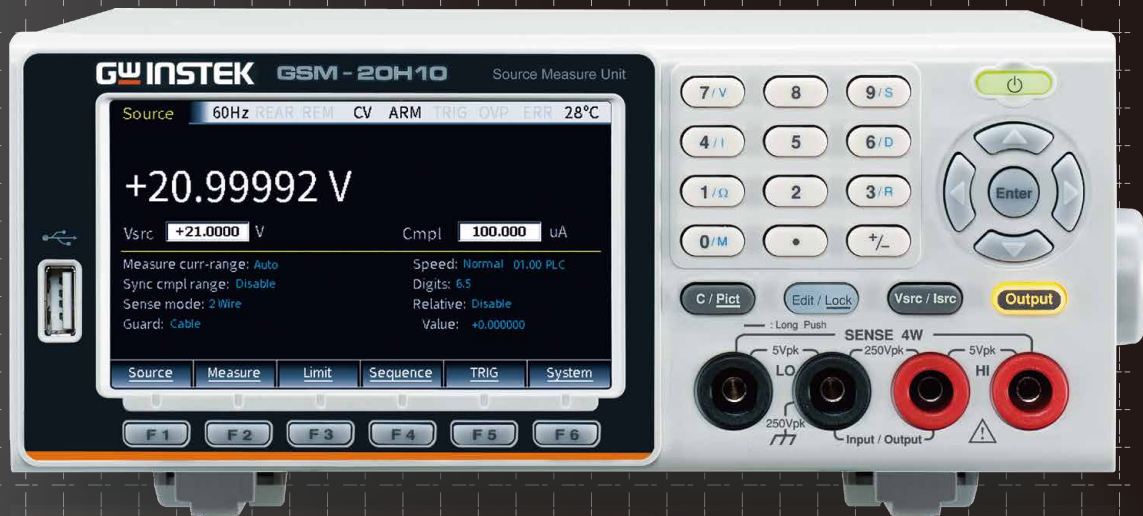 GWINSTEK GSM-20H10 Source Measure Unit
Source 60Hz REAR REM CV ARM TRIG OVP ERR 28°C
+20.99992 V
Vsrc +21.0000 V Cmpl 100.000 uA
Measure curr-range: Auto Speed: Normal 01.00 PLC
Sync cmpl range: Disable Digits: 6.5
Sense mode: 2 Wire Relative: Disable
Guard: Cable Value: +0.000000
Source Measure Limit Sequence TRIG System
F1 F2 F3 F4 F5 F6
7/V 8 9/S
4/I 5 6/D
1/Ω 2 3/R
0/M • +/-
Enter
C/Pict Edit/Lock Vsrc/Isrc Output
: Long Push
SENSE 4W
5Vpk 250Vpk 5Vpk
LO HI
250Vpk
Input / Output